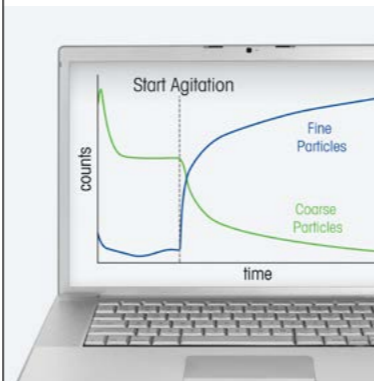 Start Agitation
Fine
Particles
counts
Coarse
Particles
time